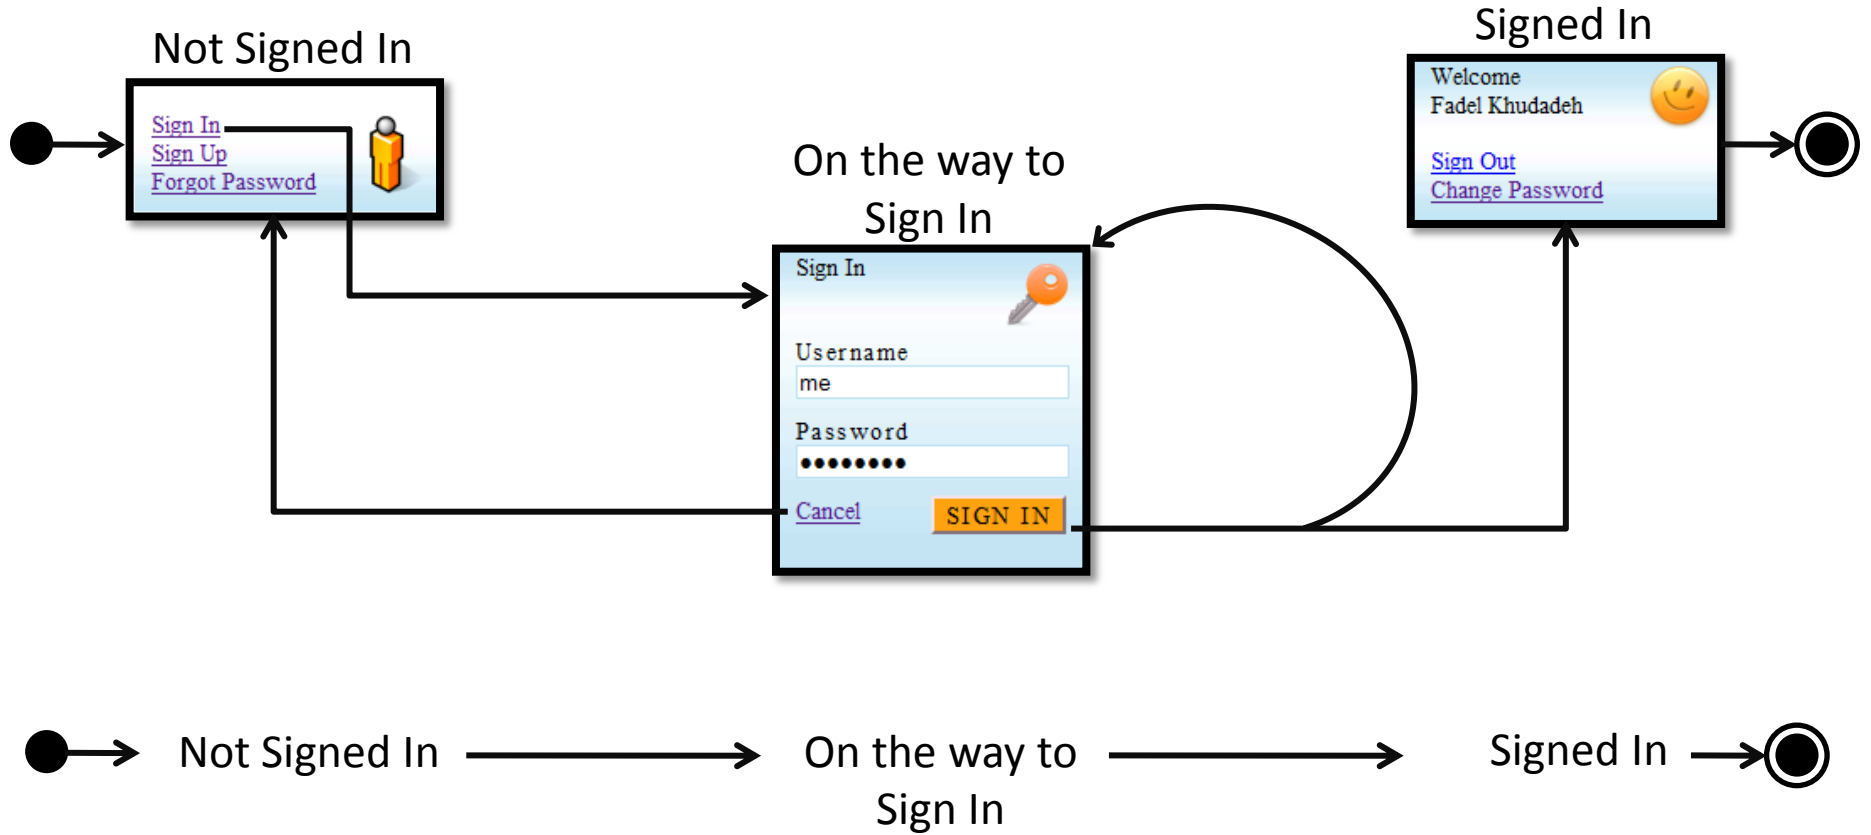 Not Signed In
Sign In
Sign Up
Forgot Password
On the way to
Sign In
Sign In
Username
me
Password
••••••••
Cancel
SIGN IN
Signed In
Welcome
Fadel Khudadeh
Sign Out
Change Password
Not Signed In
On the way to
Sign In
Signed In